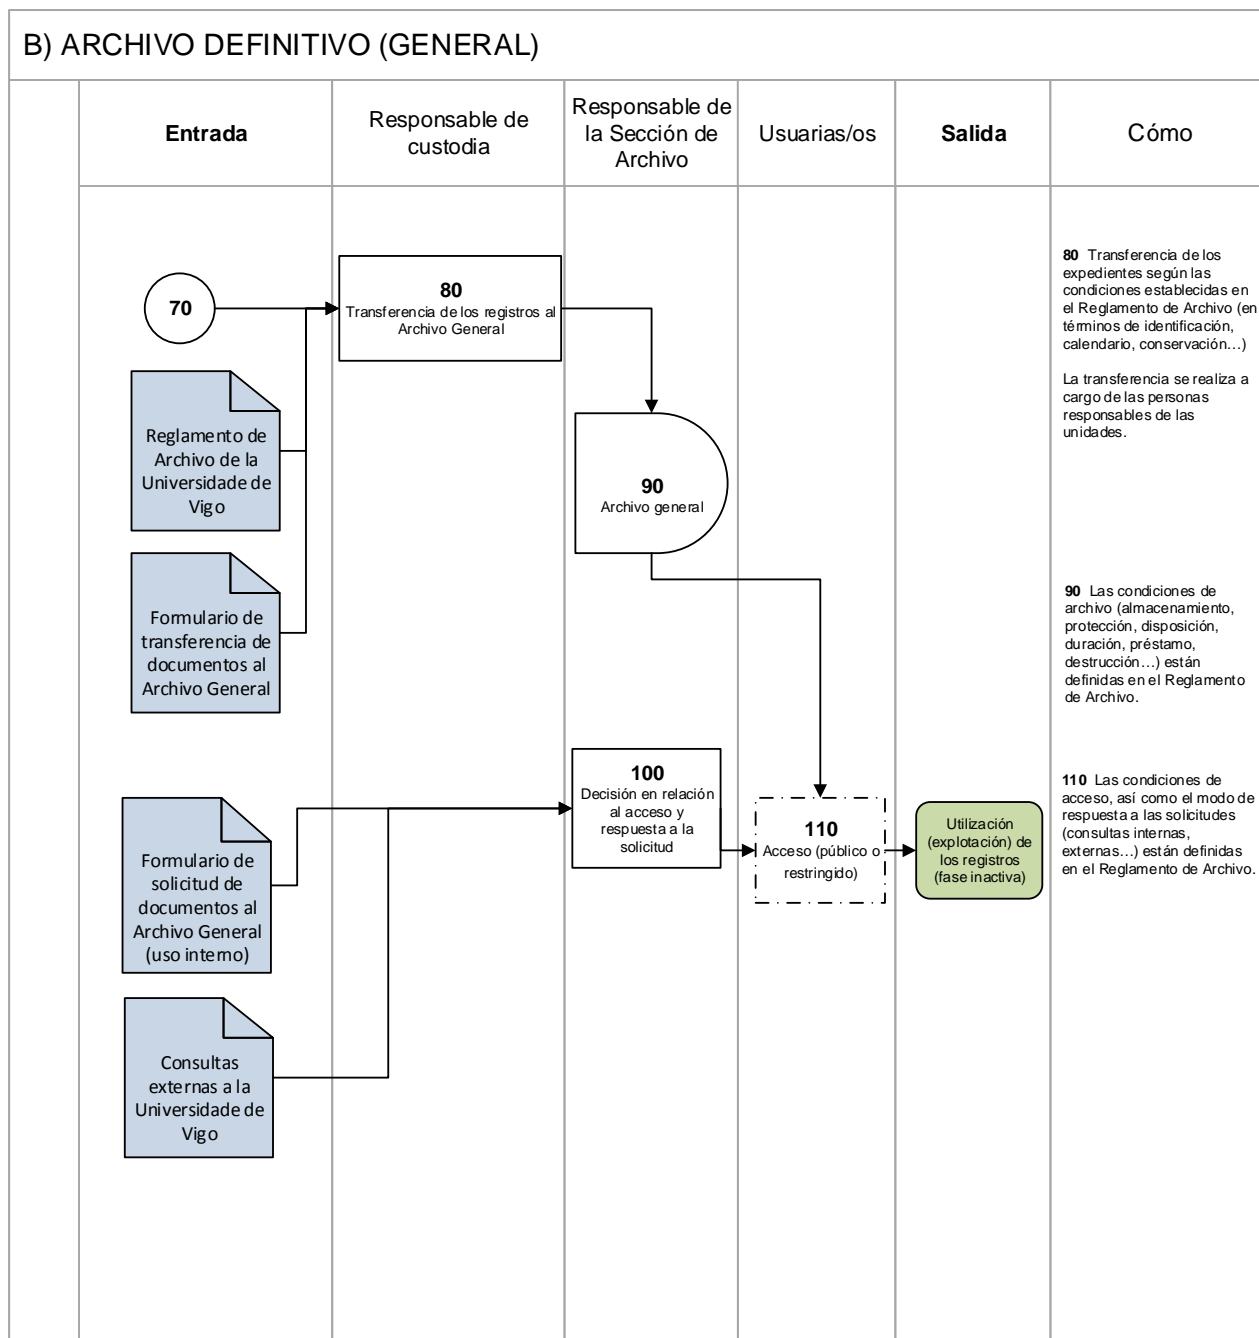 B) ARCHIVO DEFINITIVO (GENERAL)
Entrada
Responsable de
custodia
Responsable de
la Sección de
Archivo
Usuarias/os
Salida
Cómo
70
Reglamento de
Archivo de la
Universidade de
Vigo
Formulario de
transferencia de
documentos al
Archivo General
80
Transferencia de los registros al
Archivo General
90
Archivo general
Formulario de
solicitud de
documentos al
Archivo General
(uso interno)
Consultas
externas a la
Universidade de
Vigo
100
Decisión en relación
al acceso y
respuesta a la
solicitud
110
Acceso (público o
restringido)
Utilización
(explotación) de
los registros
(fase inactiva)
80 Transferencia de los
expedientes según las
condiciones establecidas en
el Reglamento de Archivo (en
términos de identificación,
calendario, conservación…)
La transferencia se realiza a
cargo de las personas
responsables de las
unidades.
90 Las condiciones de
archivo (almacenamiento,
protección, disposición,
duración, préstamo,
destrucción…) están
definidas en el Reglamento
de Archivo.
110 Las condiciones de
acceso, así como el modo de
respuesta a las solicitudes
(consultas internas,
externas…) están definidas
en el Reglamento de Archivo.